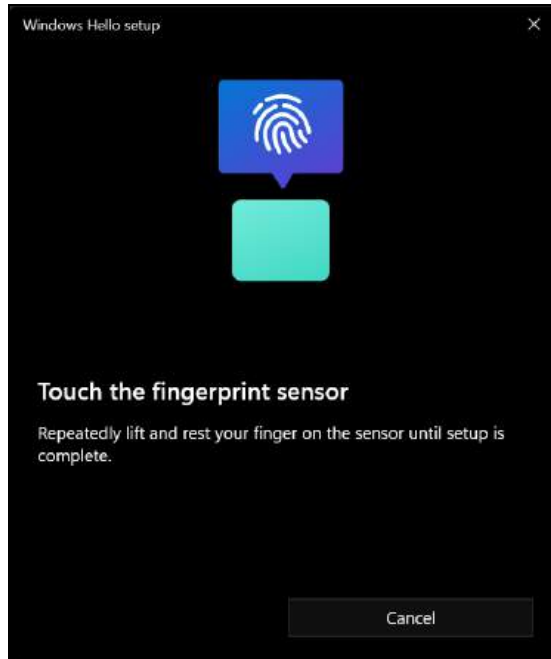 Windows Hello setup
Touch the fingerprint sensor
Repeatedly lift and rest your finger on the sensor until setup is
complete.
Cancel